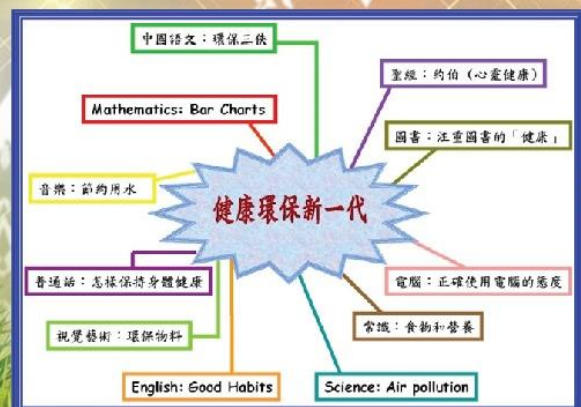 中國語文：環保三俠
聖經：約伯（心靈健康）
Mathematics: Bar Charts
圖書：注重圖書的「健康」
音樂：節約用水
健康環保新一代
普通話：怎樣保持身體健康
電腦：正確使用電腦的態度
視覺藝術：環保物料
常識：食物和營養
English: Good Habits
Science: Air pollution